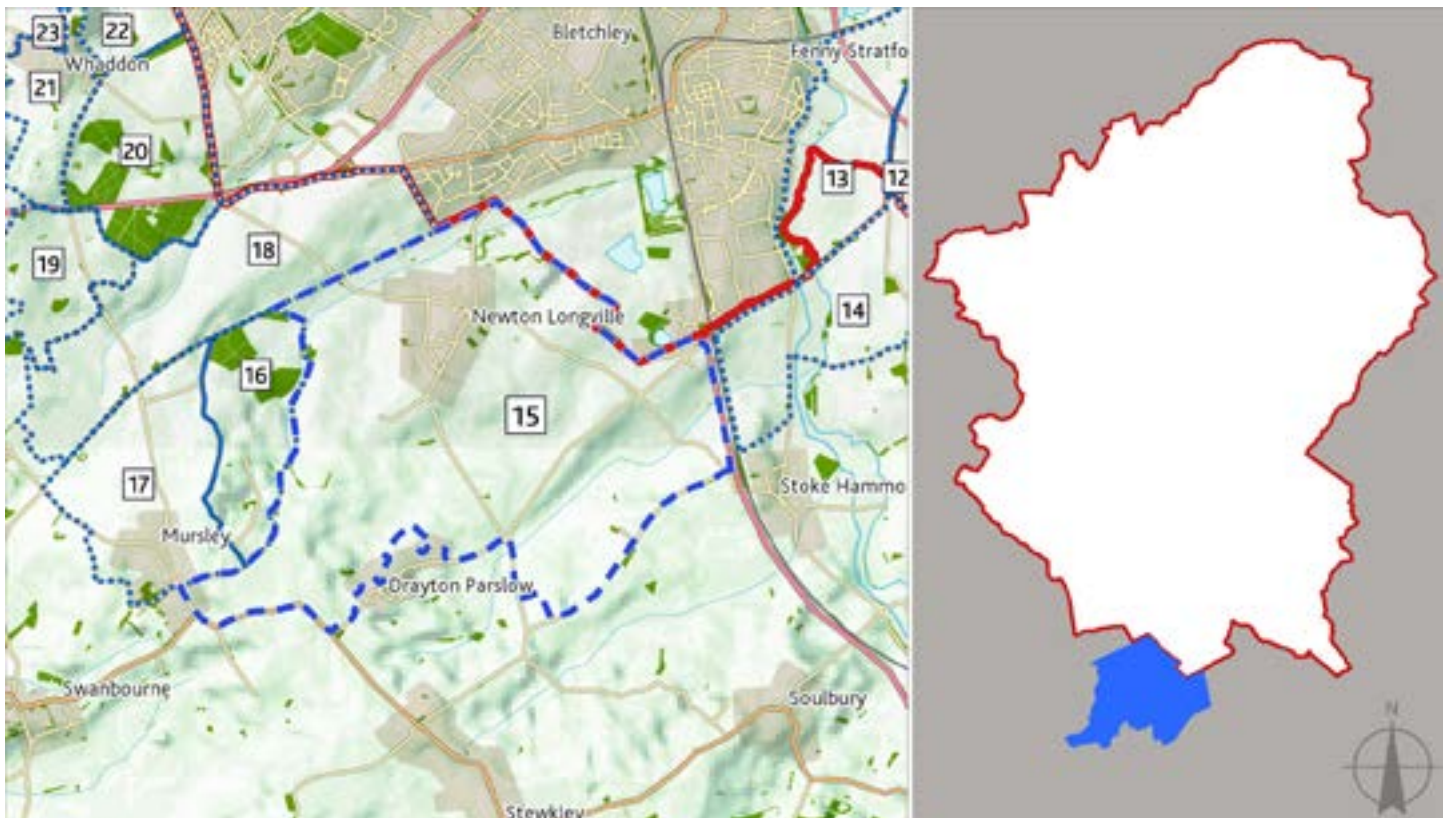 23
22
Bletchley
Fenny Stratfo
Whaddon
21
20
13
12
19
18
Newton Longville
14
16
15
17
Stoke Hammo
Mursley
Drayton Parslow
Swanbourne
Soulbury
Stewkley
N